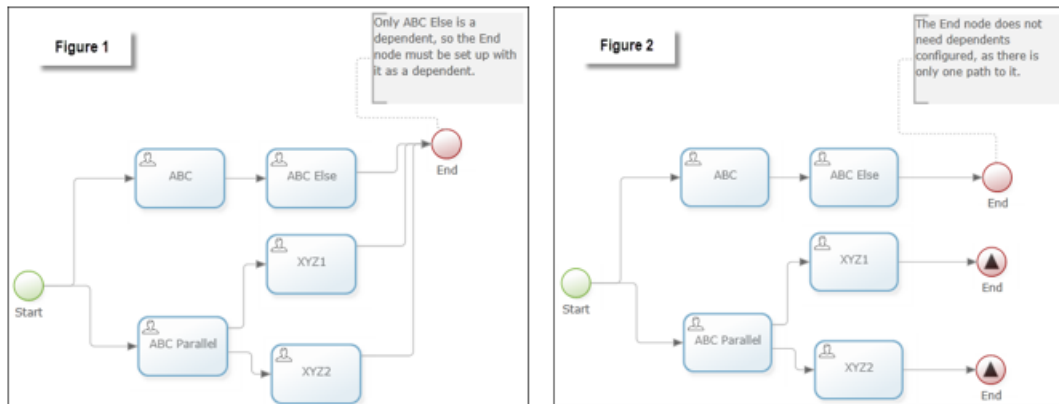 Figure 1
Only ABC Else is a
dependent, so the End
node must be set up with
it as a dependent.
ABC
ABC Else
End
XYZ1
Start
ABC Parallel
XYZ2
Figure 2
The End node does not
need dependents
configured, as there is
only one path to it.
ABC
ABC Else
End
XYZ1
End
Start
ABC Parallel
XYZ2
End